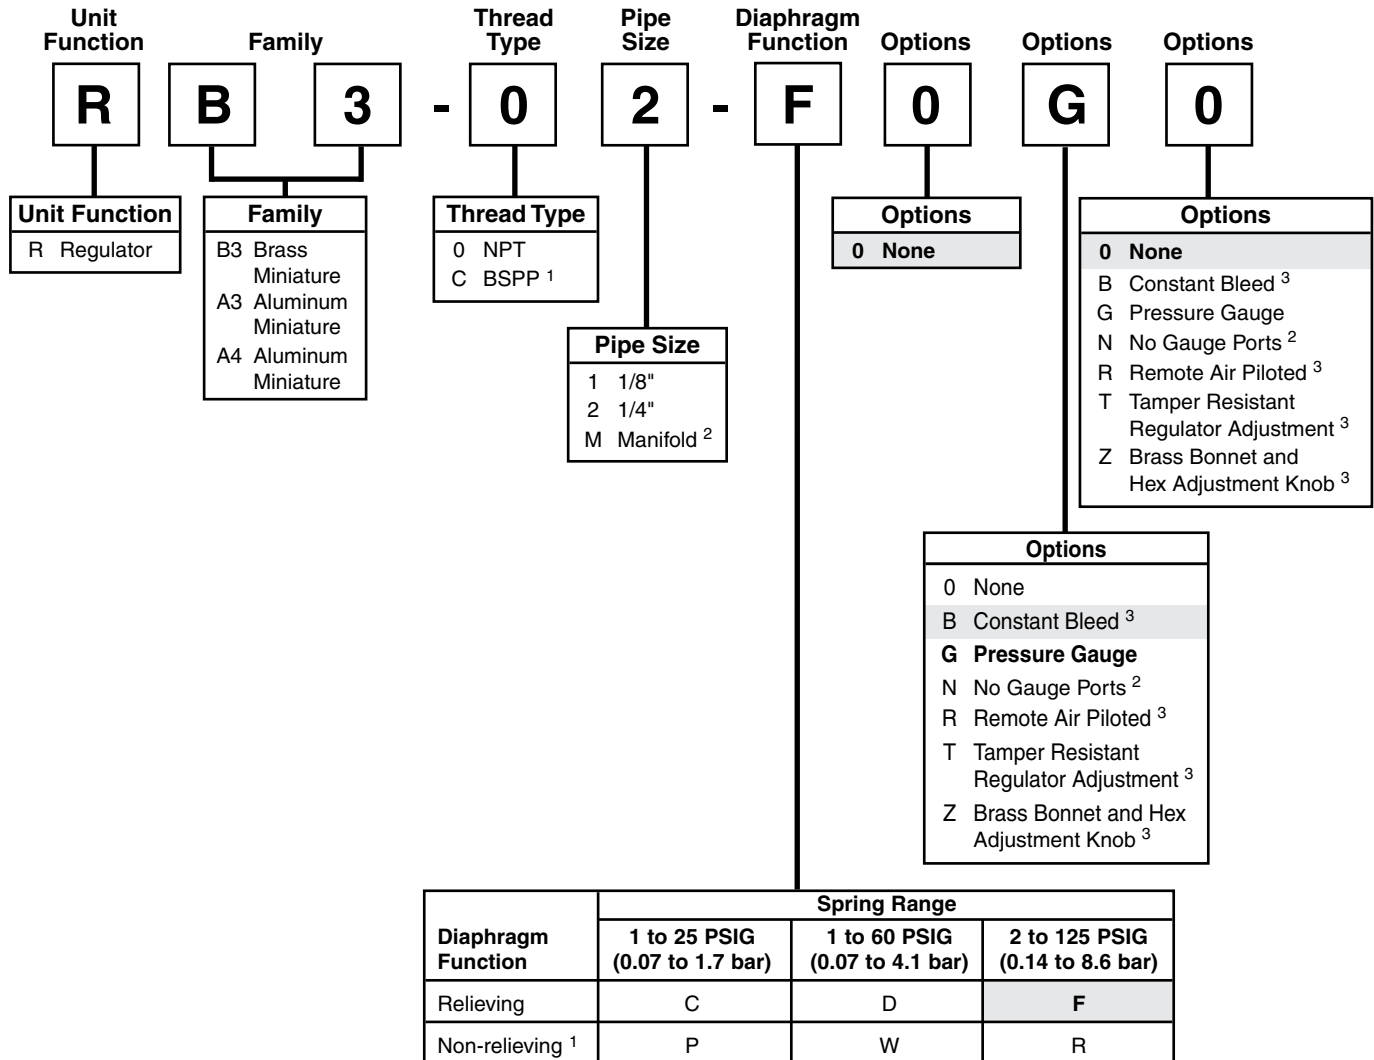 Unit Function
Family
Thread Type
Pipe Size
Diaphragm Function
Options
Options
Options
R B 3 - 0 2 - F 0 G 0
Unit Function
R Regulator
Family
B3 Brass
Miniature
A3 Aluminum
Miniature
A4 Aluminum
Miniature
Thread Type
0 NPT
C BSPP 1
Pipe Size
1 1/8"
2 1/4"
M Manifold 2
Options
0 None
Options
0 None
B Constant Bleed 3
G Pressure Gauge
N No Gauge Ports 2
R Remote Air Piloted 3
T Tamper Resistant
Regulator Adjustment 3
Z Brass Bonnet and
Hex Adjustment Knob 3
Options
0 None
B Constant Bleed 3
G Pressure Gauge
N No Gauge Ports 2
R Remote Air Piloted 3
T Tamper Resistant
Regulator Adjustment 3
Z Brass Bonnet and Hex
Adjustment Knob 3
Diaphragm
Function
Spring Range
1 to 25 PSIG
(0.07 to 1.7 bar)
1 to 60 PSIG
(0.07 to 4.1 bar)
2 to 125 PSIG
(0.14 to 8.6 bar)
Relieving C D F
Non-relieving 1 P W R